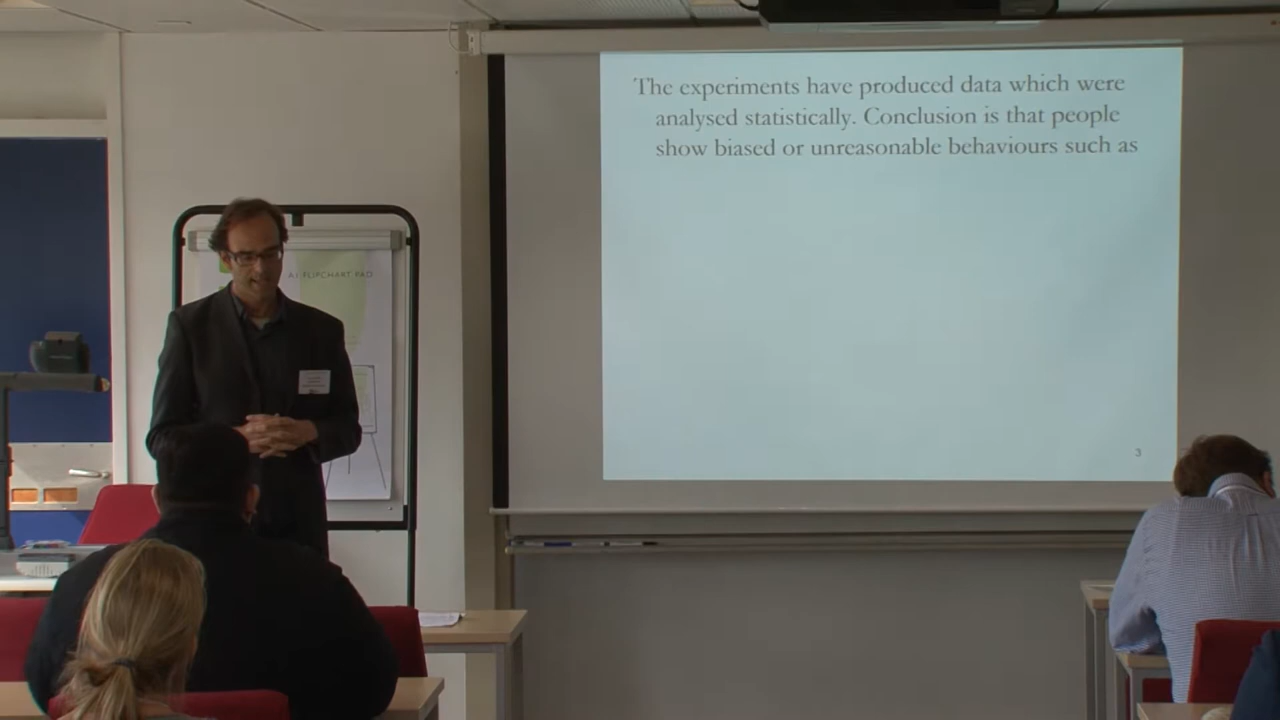 The experiments have produced data which were
analysed statistically. Conclusion is that people
show biased or unreasonable behaviours such as
3
A1 FLIPCHART PAD